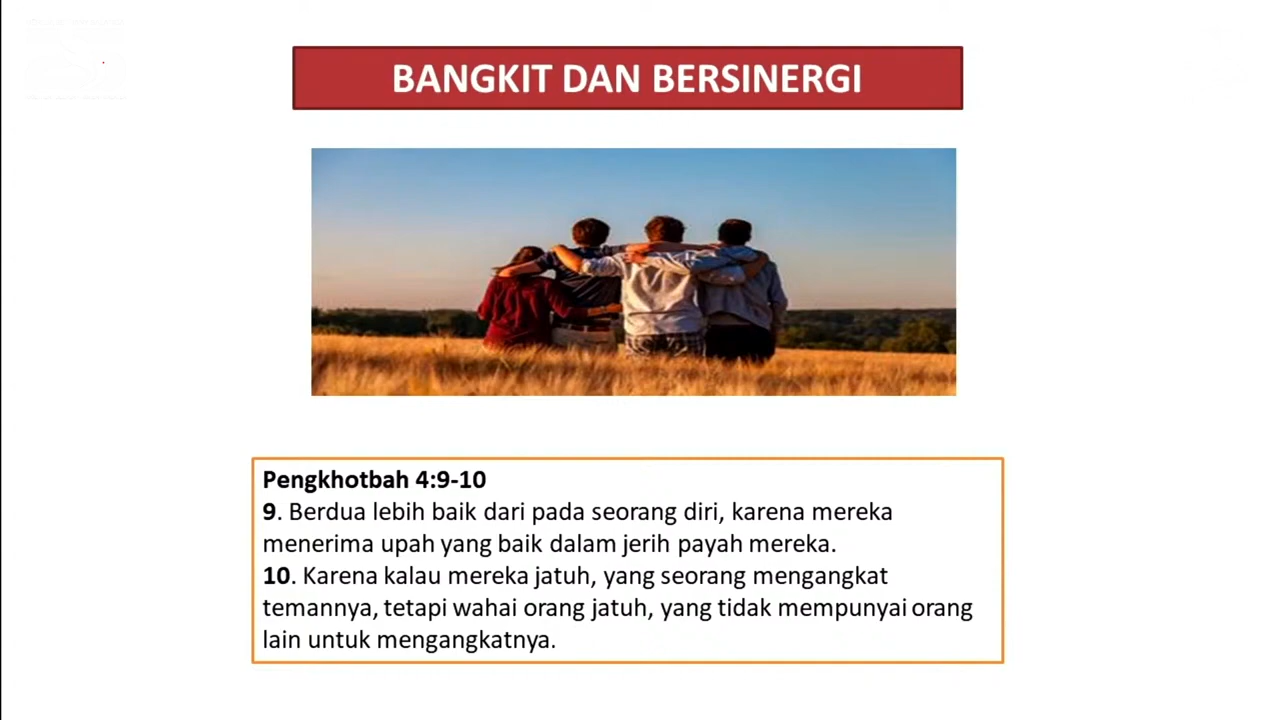 BANGKIT DAN BERSINERGI
Pengkhotbah 4:9-10
9. Berdua lebih baik dari pada seorang diri, karena mereka
menerima upah yang baik dalam jerih payah mereka.
10. Karena kalau mereka jatuh, yang seorang mengangkat
temannya, tetapi wahai orang jatuh, yang tidak mempunyai orang
lain untuk mengangkatnya.